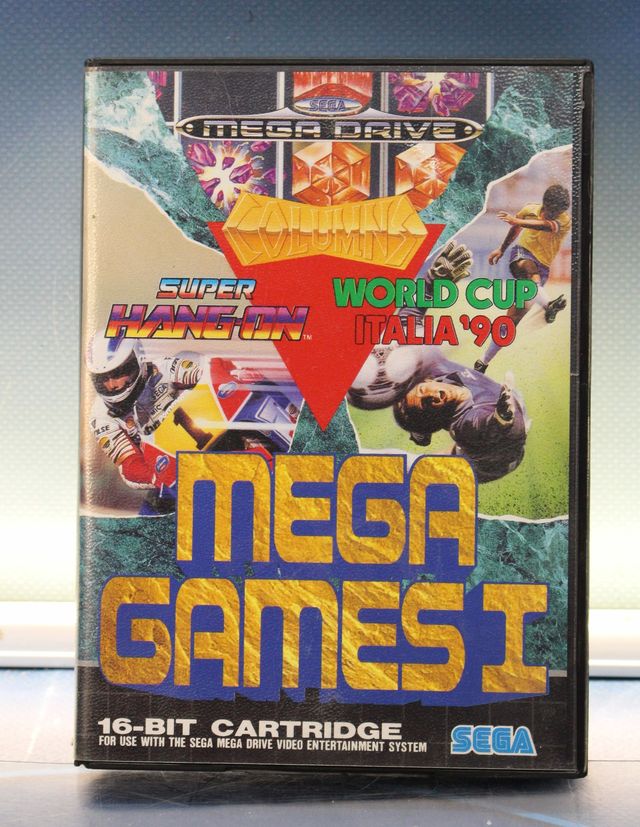 SEGA
MEGA DRIVE
COLUMNS
SUPER
HANG-ON™
WORLD CUP
ITALIA '90
MEGA
GAMES I
16-BIT CARTRIDGE
FOR USE WITH THE SEGA MEGA DRIVE VIDEO ENTERTAINMENT SYSTEM
SEGA